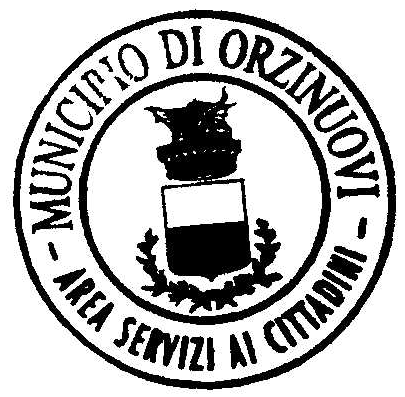 MUNICIPIO DI ORZINUOVI
- AREA SERVIZI AI CITTADINI -